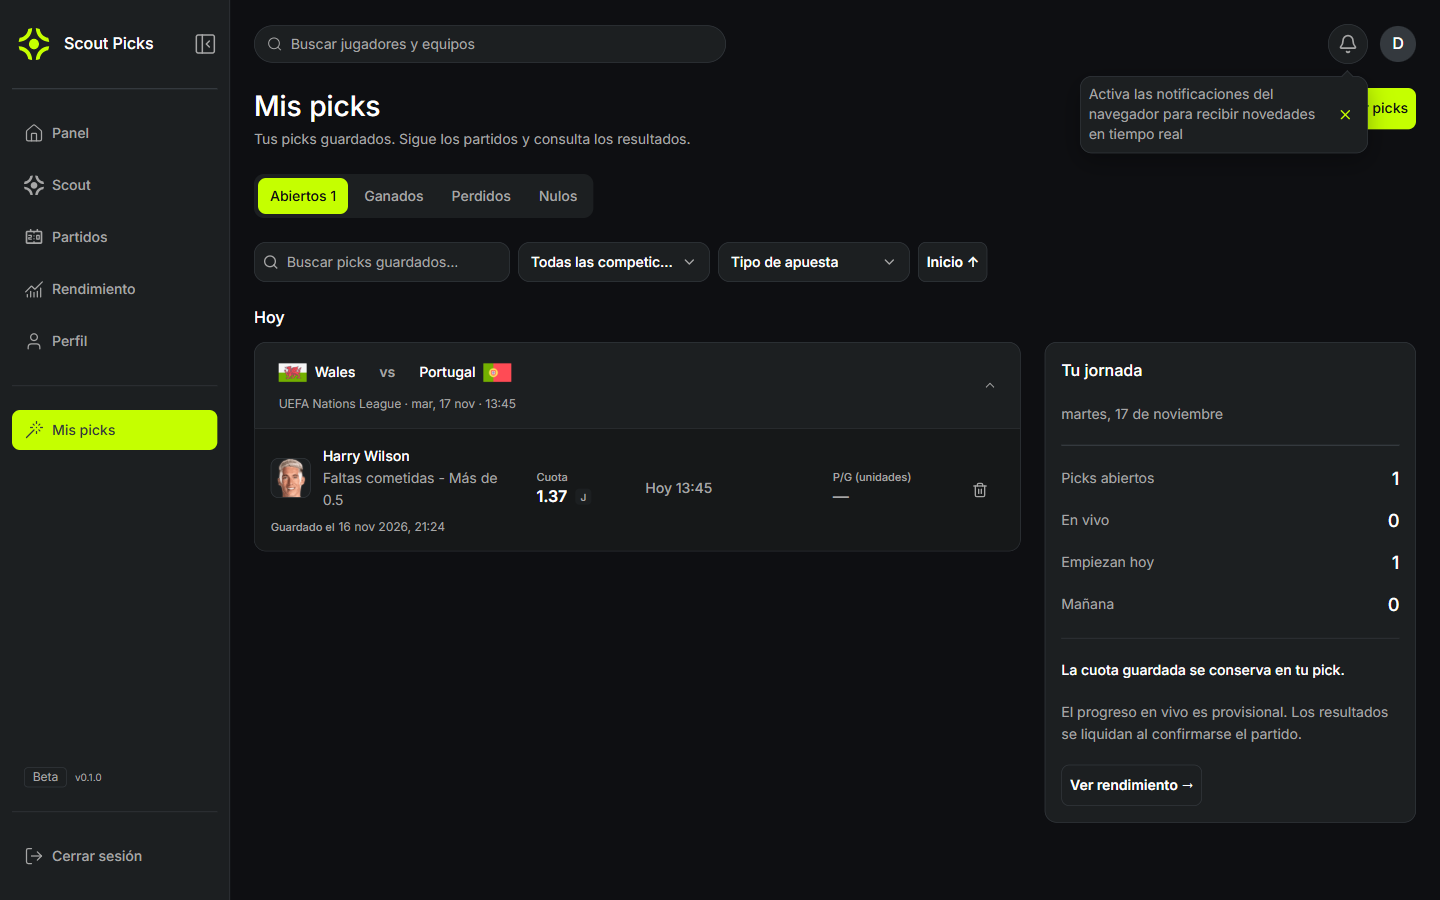 Scout Picks
Buscar jugadores y equipos
D
Panel
Scout
Partidos
Rendimiento
Perfil
Mis picks
Beta v0.1.0
Cerrar sesión
Mis picks
Tus picks guardados. Sigue los partidos y consulta los resultados.
Activa las notificaciones del
navegador para recibir novedades
en tiempo real
picks
Abiertos 1 Ganados Perdidos Nulos
Buscar picks guardados... Todas las competic... Tipo de apuesta Inicio ↑
Hoy
Wales vs Portugal
UEFA Nations League · mar, 17 nov · 13:45
Harry Wilson
Faltas cometidas - Más de
0.5
Cuota
1.37 J
Hoy 13:45
P/G (unidades)
—
Guardado el 16 nov 2026, 21:24
Tu jornada
martes, 17 de noviembre
Picks abiertos 1
En vivo 0
Empiezan hoy 1
Mañana 0
La cuota guardada se conserva en tu pick.
El progreso en vivo es provisional. Los resultados
se liquidan al confirmarse el partido.
Ver rendimiento →